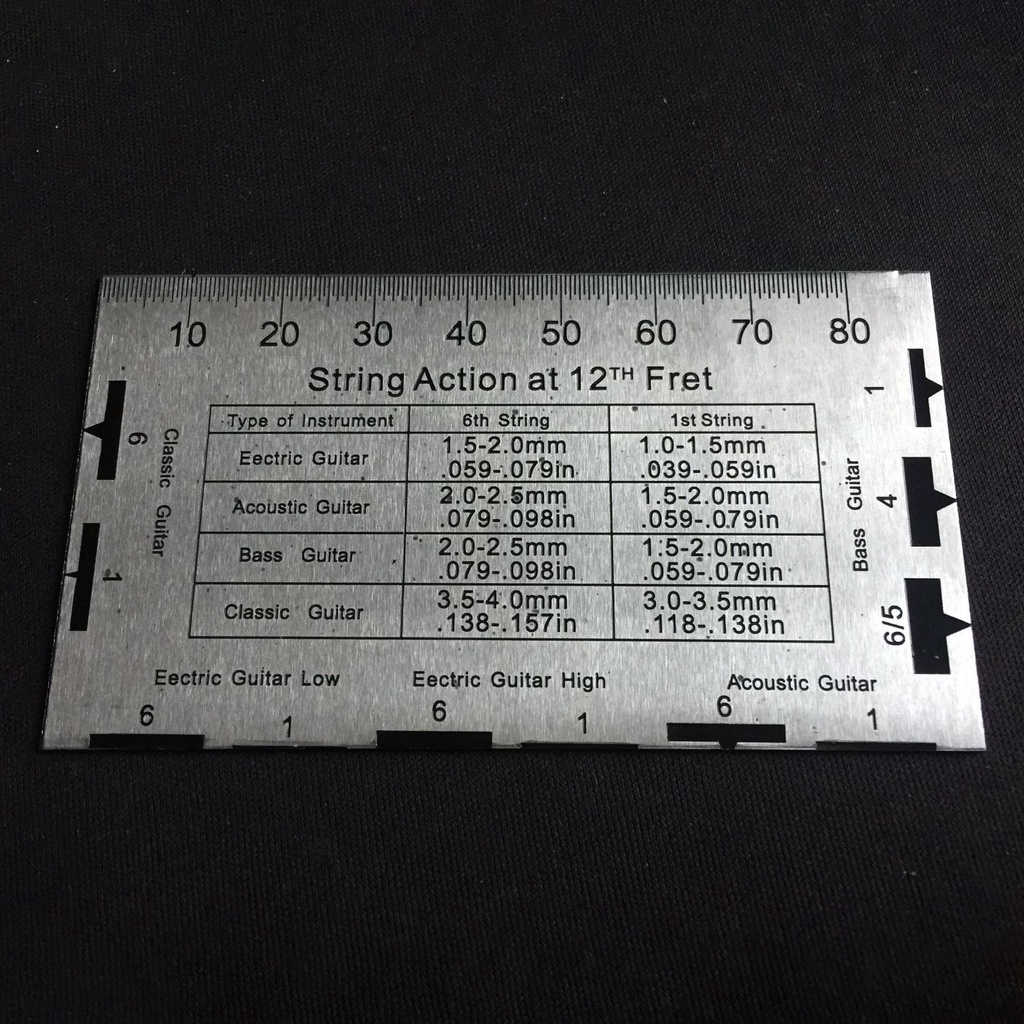 10 20 30 40 50 60 70 80
String Action at 12TH Fret
Type of Instrument 6th String 1st String
Eectric Guitar 1.5-2.0mm 1.0-1.5mm
.059-.079in .039-.059in
Acoustic Guitar 2.0-2.5mm 1.5-2.0mm
.079-.098in .059-.079in
Bass Guitar 2.0-2.5mm 1.5-2.0mm
.079-.098in .059-.079in
Classic Guitar 3.5-4.0mm 3.0-3.5mm
.138-.157in .118-.138in
Classic Guitar
6 1
Bass Guitar
1 4 6/5
Eectric Guitar Low Eectric Guitar High Acoustic Guitar
6 1 6 1 6 1